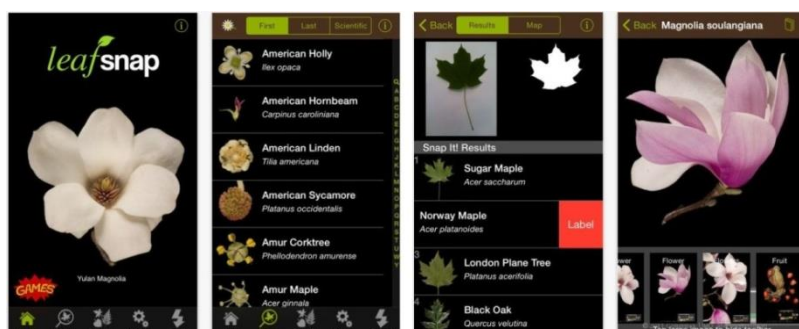 leafsnap
Yulan Magnolia
GAMES
First
Last
Scientific
American Holly
Ilex opaca
American Hornbeam
Carpinus caroliniana
American Linden
Tilia americana
American Sycamore
Platanus occidentalis
Amur Corktree
Phellodendron amurense
Amur Maple
Acer ginnala
A
B
C
D
E
F
G
H
J
K
L
M
N
O
P
Q
R
S
T
U
W
Y
Back
Results
Map
Snap It! Results
1
Sugar Maple
Acer saccharum
Norway Maple
Acer platanoides
Label
3
London Plane Tree
Platanus acerifolia
4
Black Oak
Quercus velutina
Back
Magnolia soulangiana
Flower
Fruit